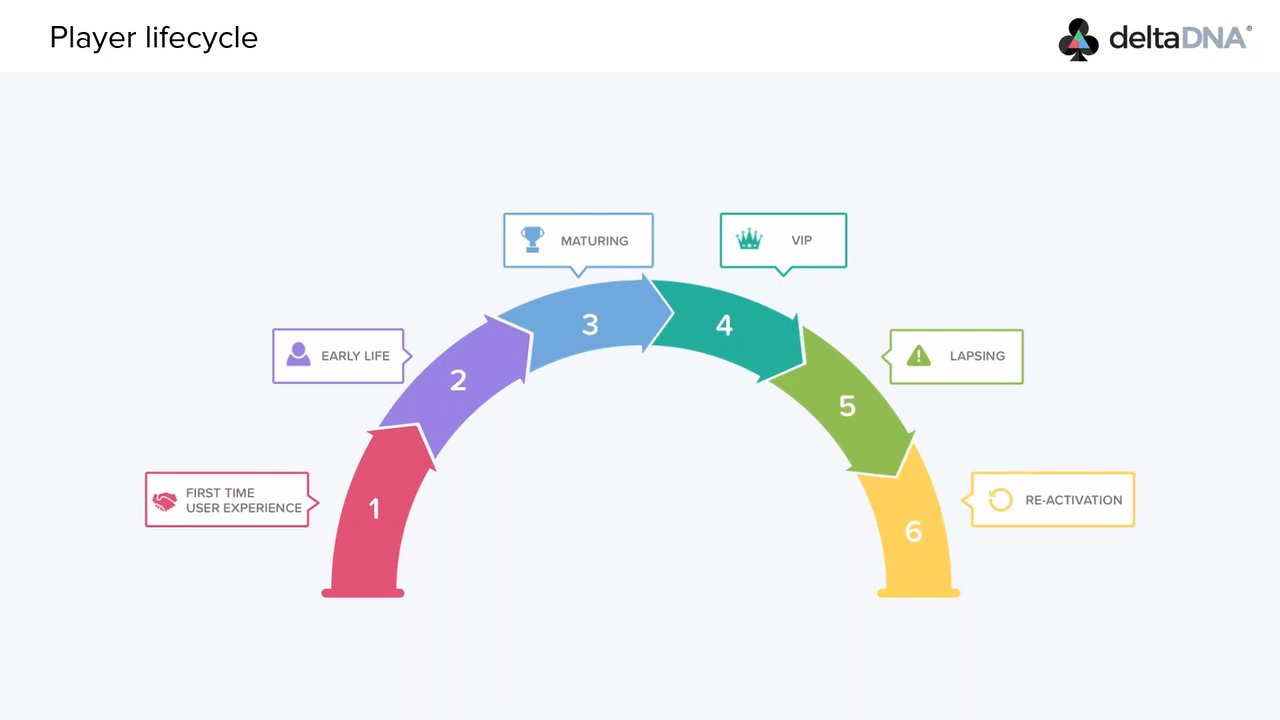 Player lifecycle
deltaDNA®
MATURING
VIP
3
4
EARLY LIFE
LAPSING
2
5
FIRST TIME
USER EXPERIENCE
RE-ACTIVATION
1
6